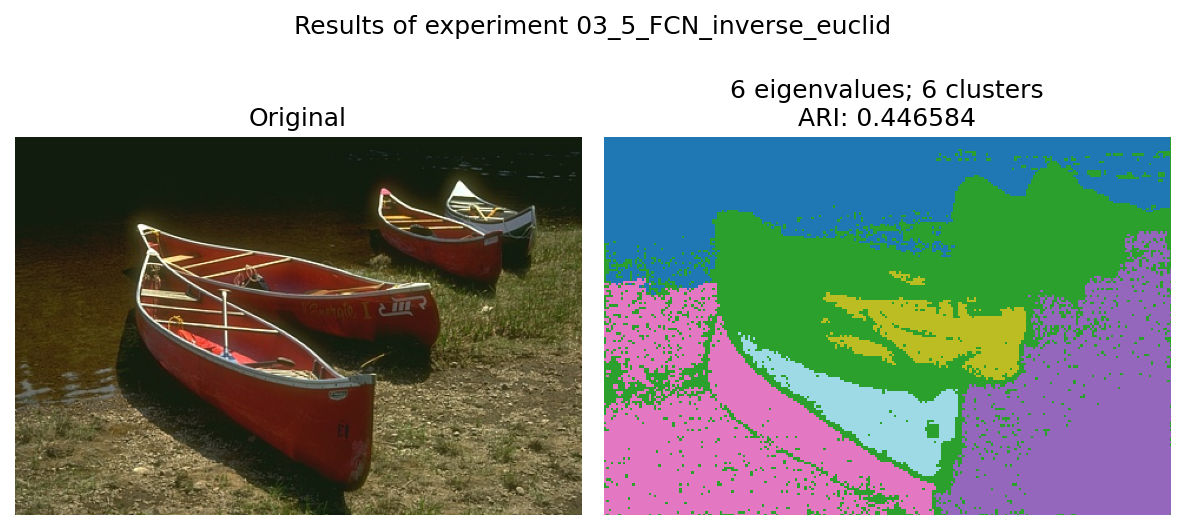 Results of experiment 03_5_FCN_inverse_euclid
Original
6 eigenvalues; 6 clusters
ARI: 0.446584